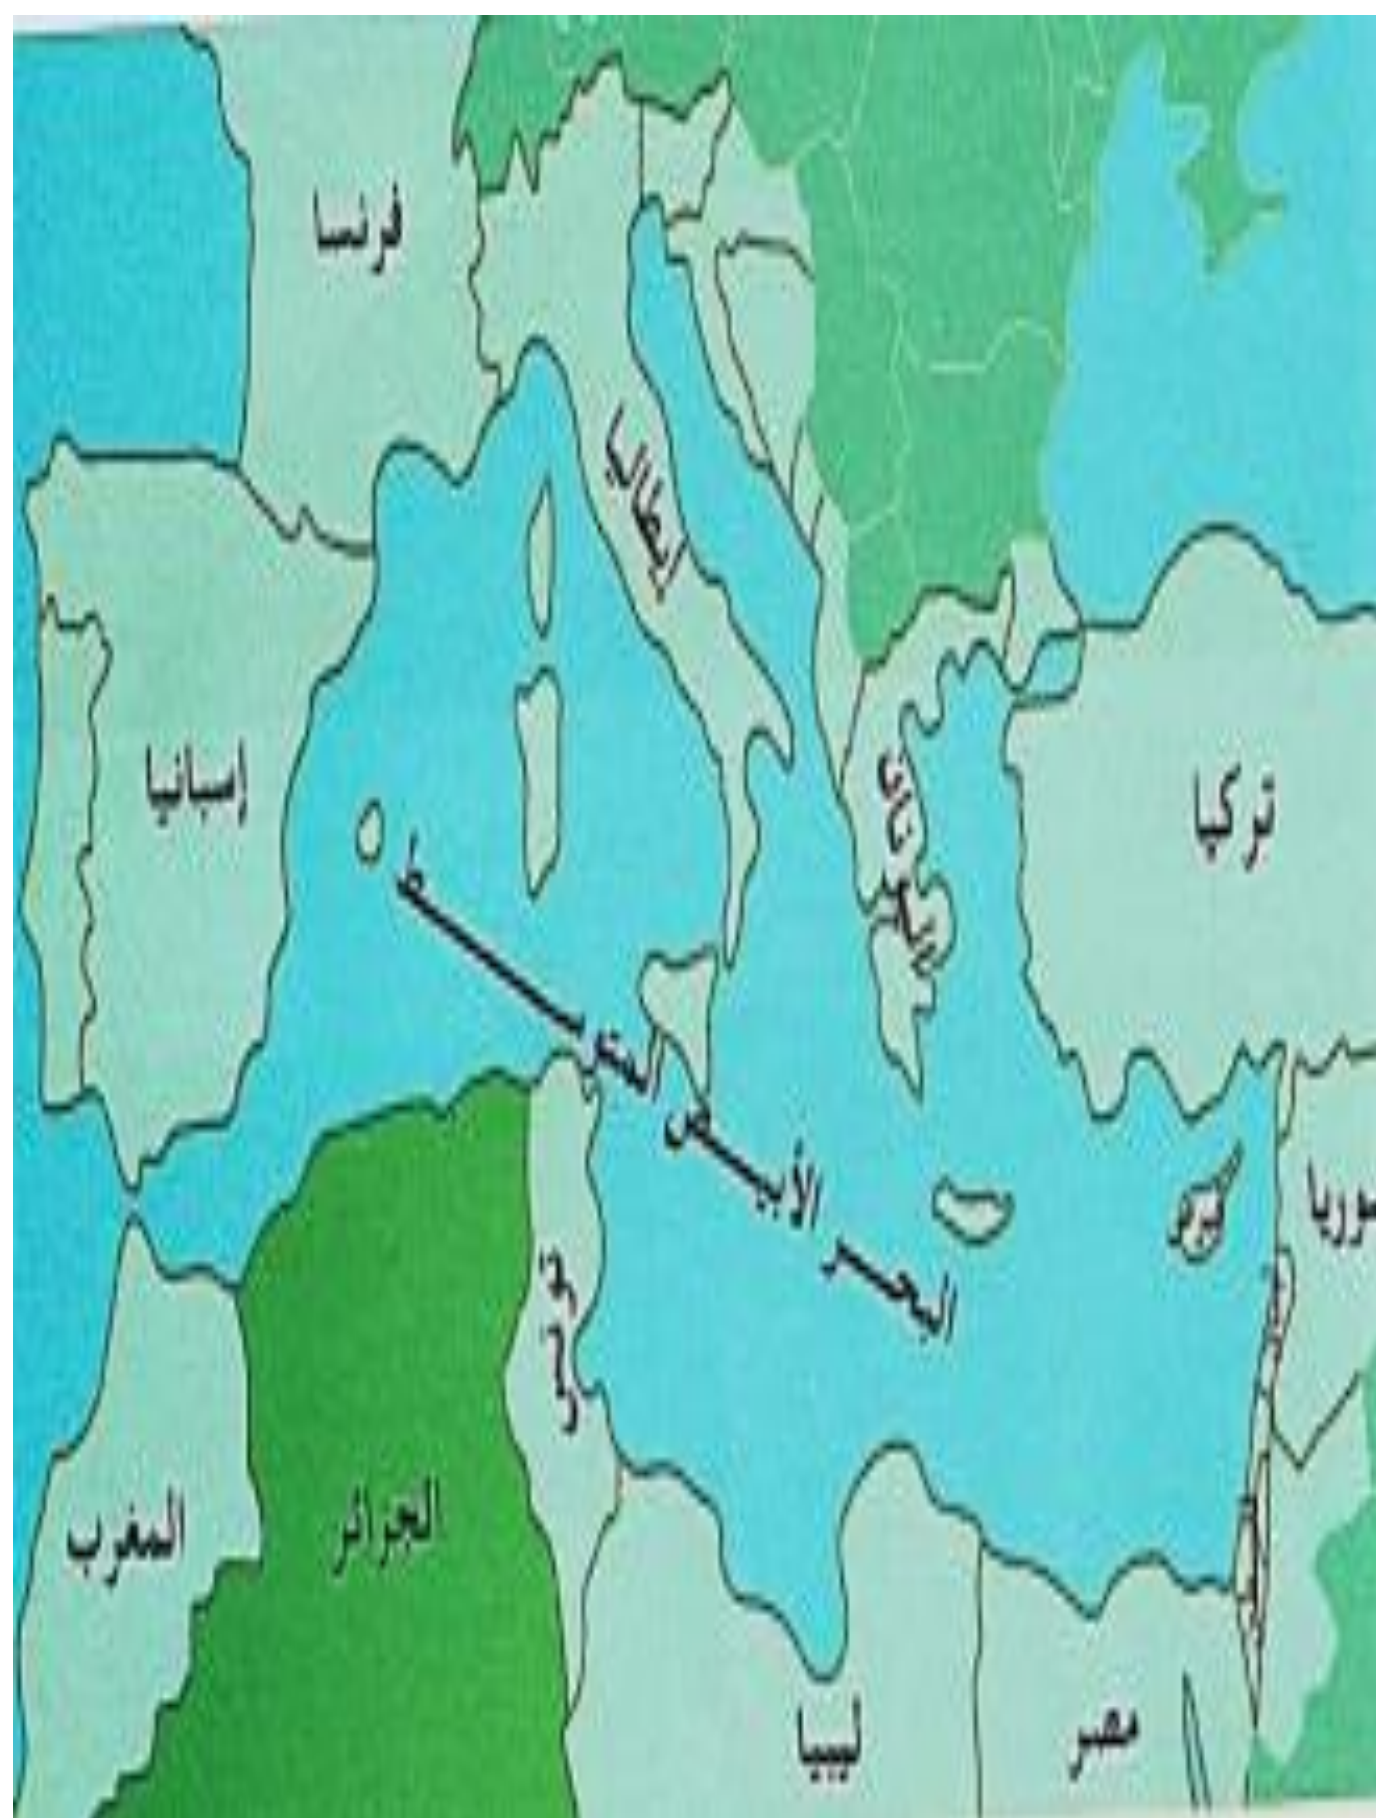 فرنسا
إيطاليا
إسبانيا
اليونان
تركيا
البحر الأبيض المتوسط
قبرص
سوريا
تونس
المغرب
الجزائر
ليبيا
مصر